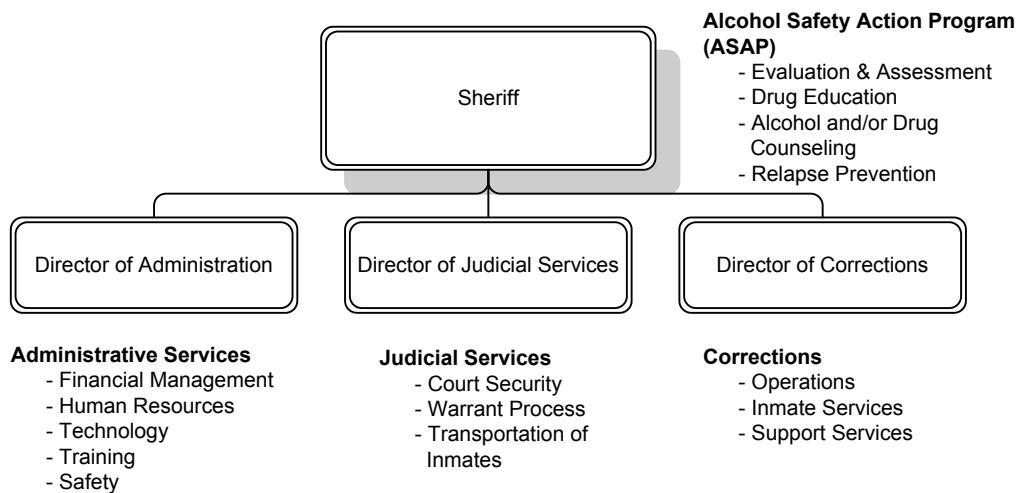 Alcohol Safety Action Program
(ASAP)
- Evaluation & Assessment
- Drug Education
- Alcohol and/or Drug
Counseling
- Relapse Prevention
Sheriff
Director of Administration
Director of Judicial Services
Director of Corrections
Administrative Services
- Financial Management
- Human Resources
- Technology
- Training
- Safety
Judicial Services
- Court Security
- Warrant Process
- Transportation of
Inmates
Corrections
- Operations
- Inmate Services
- Support Services